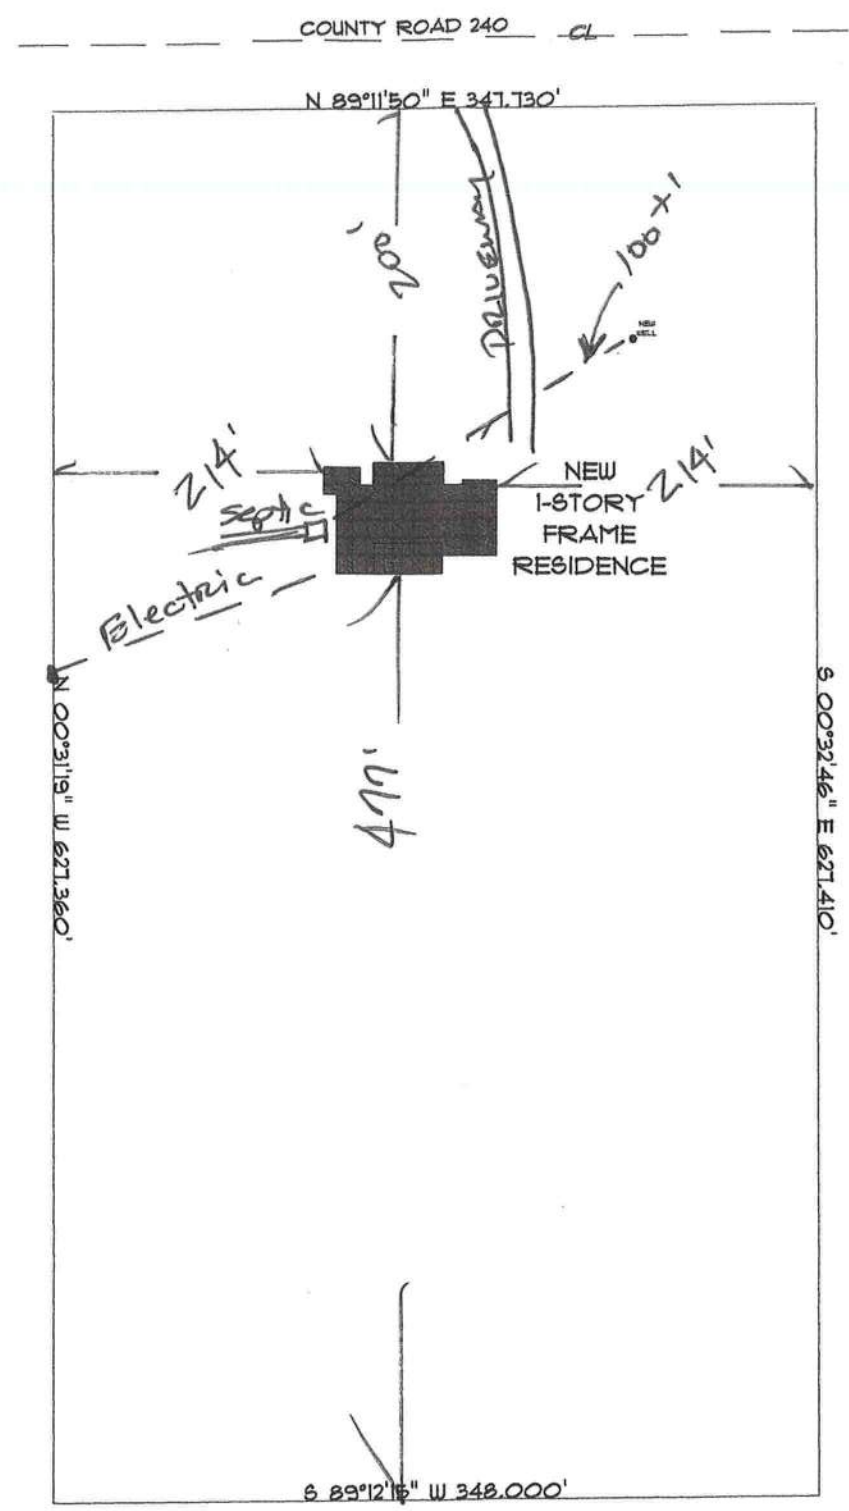 COUNTY ROAD 240 CL
N 89°11'50" E 347.730'
200'
DRIVEWAY
100 x'
NEW
WELL
214'
NEW
1-STORY
FRAME
RESIDENCE
214'
Septic
Electric
N 00°31'19" W 627.360'
S 00°32'46" E 627.410'
S 89°12'15" W 348.000'